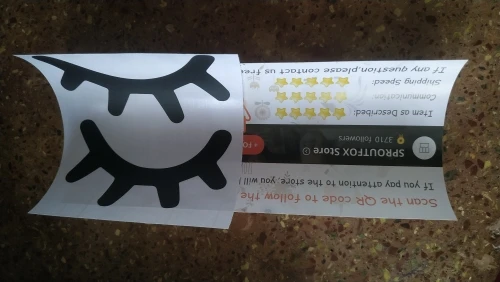 Scan the QR code to follow the
If you pay attention to the store, you will
SPROUTFOX Store
3710 followers
Item as Described:
Communication
Shipping Speed:
If any question,please contact us